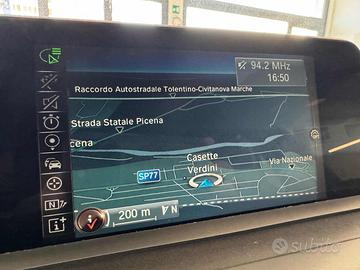 94.2 MHz
16:50
Raccordo Autostradale Tolentino-Civitanova Marche
Strada Statale Picena
cena
Casette
Verdini
Via Nazionale
SP77
200 m
N
subito